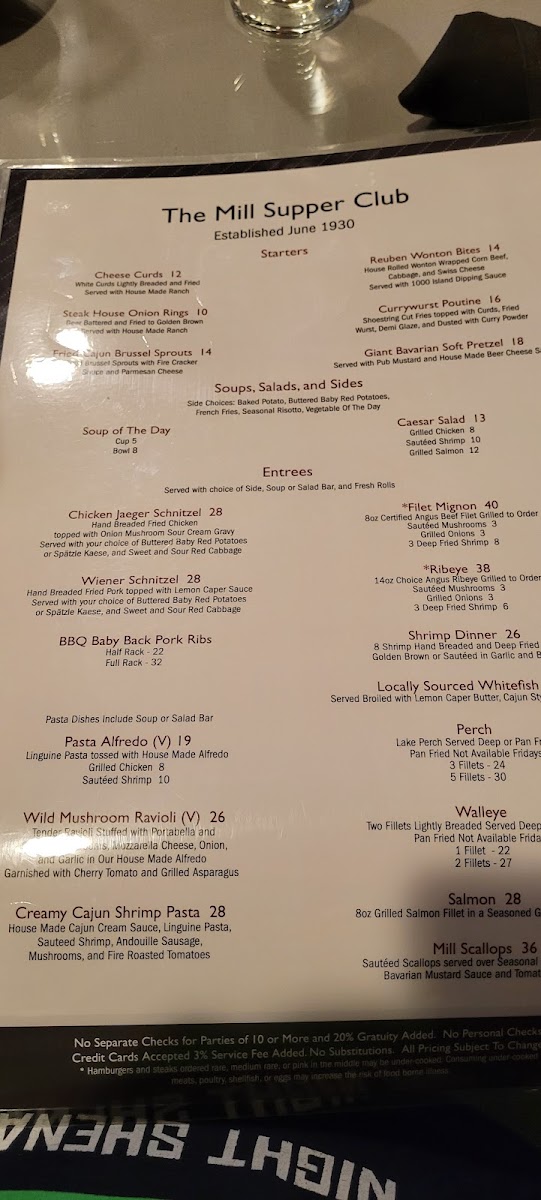 The Mill Supper Club
Established June 1930
Starters
Cheese Curds 12
White Curds Lightly Breaded and Fried
Served with House Made Ranch
Steak House Onion Rings 10
Beer Battered and Fried to Golden Brown
Served with House Made Ranch
Fried Cajun Brussel Sprouts 14
Brussel Sprouts with Fire Cracker
Sauce and Parmesan Cheese
Reuben Wonton Bites 14
House Rolled Wonton Wrapped Corn Beef,
Cabbage, and Swiss Cheese
Served with 1000 Island Dipping Sauce
Currywurst Poutine 16
Shoestring Cut Fries topped with Curds, Fried
Wurst, Demi Glaze, and Dusted with Curry Powder
Giant Bavarian Soft Pretzel 18
Served with Pub Mustard and House Made Beer Cheese
Soups, Salads, and Sides
Side Choices: Baked Potato, Buttered Baby Red Potatoes,
French Fries, Seasonal Risotto, Vegetable Of The Day
Soup of The Day
Cup 5
Bowl 8
Caesar Salad 13
Grilled Chicken 8
Sautéed Shrimp 10
Grilled Salmon 12
Entrees
Served with choice of Side, Soup or Salad Bar, and Fresh Rolls
Chicken Jaeger Schnitzel 28
Hand Breaded Fried Chicken
topped with Onion Mushroom Sour Cream Gravy
Served with your choice of Buttered Baby Red Potatoes
or Spätzle Kaese, and Sweet and Sour Red Cabbage
Wiener Schnitzel 28
Hand Breaded Fried Pork topped with Lemon Caper Sauce
Served with your choice of Buttered Baby Red Potatoes
or Spätzle Kaese, and Sweet and Sour Red Cabbage
BBQ Baby Back Pork Ribs
Half Rack - 22
Full Rack - 32
Pasta Dishes Include Soup or Salad Bar
Pasta Alfredo (V) 19
Linguine Pasta tossed with House Made Alfredo
Grilled Chicken 8
Sautéed Shrimp 10
Wild Mushroom Ravioli (V) 26
Tender Ravioli Stuffed with Portabella and
Mozzarella Cheese, Onion,
and Garlic in Our House Made Alfredo
Garnished with Cherry Tomato and Grilled Asparagus
Creamy Cajun Shrimp Pasta 28
House Made Cajun Cream Sauce, Linguine Pasta,
Sauteed Shrimp, Andouille Sausage,
Mushrooms, and Fire Roasted Tomatoes
*Filet Mignon 40
8oz Certified Angus Beef Filet Grilled to Order
Sautéed Mushrooms 3
Grilled Onions 3
3 Deep Fried Shrimp 8
*Ribeye 38
14oz Choice Angus Ribeye Grilled to Order
Sautéed Mushrooms 3
Grilled Onions 3
3 Deep Fried Shrimp 6
Shrimp Dinner 26
8 Shrimp Hand Breaded and Deep Fried
Golden Brown or Sautéed in Garlic and
Locally Sourced Whitefish
Served Broiled with Lemon Caper Butter, Cajun
Perch
Lake Perch Served Deep or Pan
Pan Fried Not Available Fridays
3 Fillets - 24
5 Fillets - 30
Walleye
Two Fillets Lightly Breaded Served Deep
Pan Fried Not Available
1 Fillet - 22
2 Fillets - 27
Salmon 28
8oz Grilled Salmon Fillet in a Seasoned
Mill Scallops 36
Sautéed Scallops served over Seasonal
Bavarian Mustard Sauce and
No Separate Checks for Parties of 10 or More and 20% Gratuity Added. No Personal Checks
Credit Cards Accepted 3% Service Fee Added. No Substitutions. All Pricing Subject To Change
* Hamburgers and steaks ordered rare, medium rare, or pink in the middle may be under-cooked. Consuming under-cooked
meats, poultry, shellfish, or eggs may increase the risk of food borne illness.
NIGHT SHENA